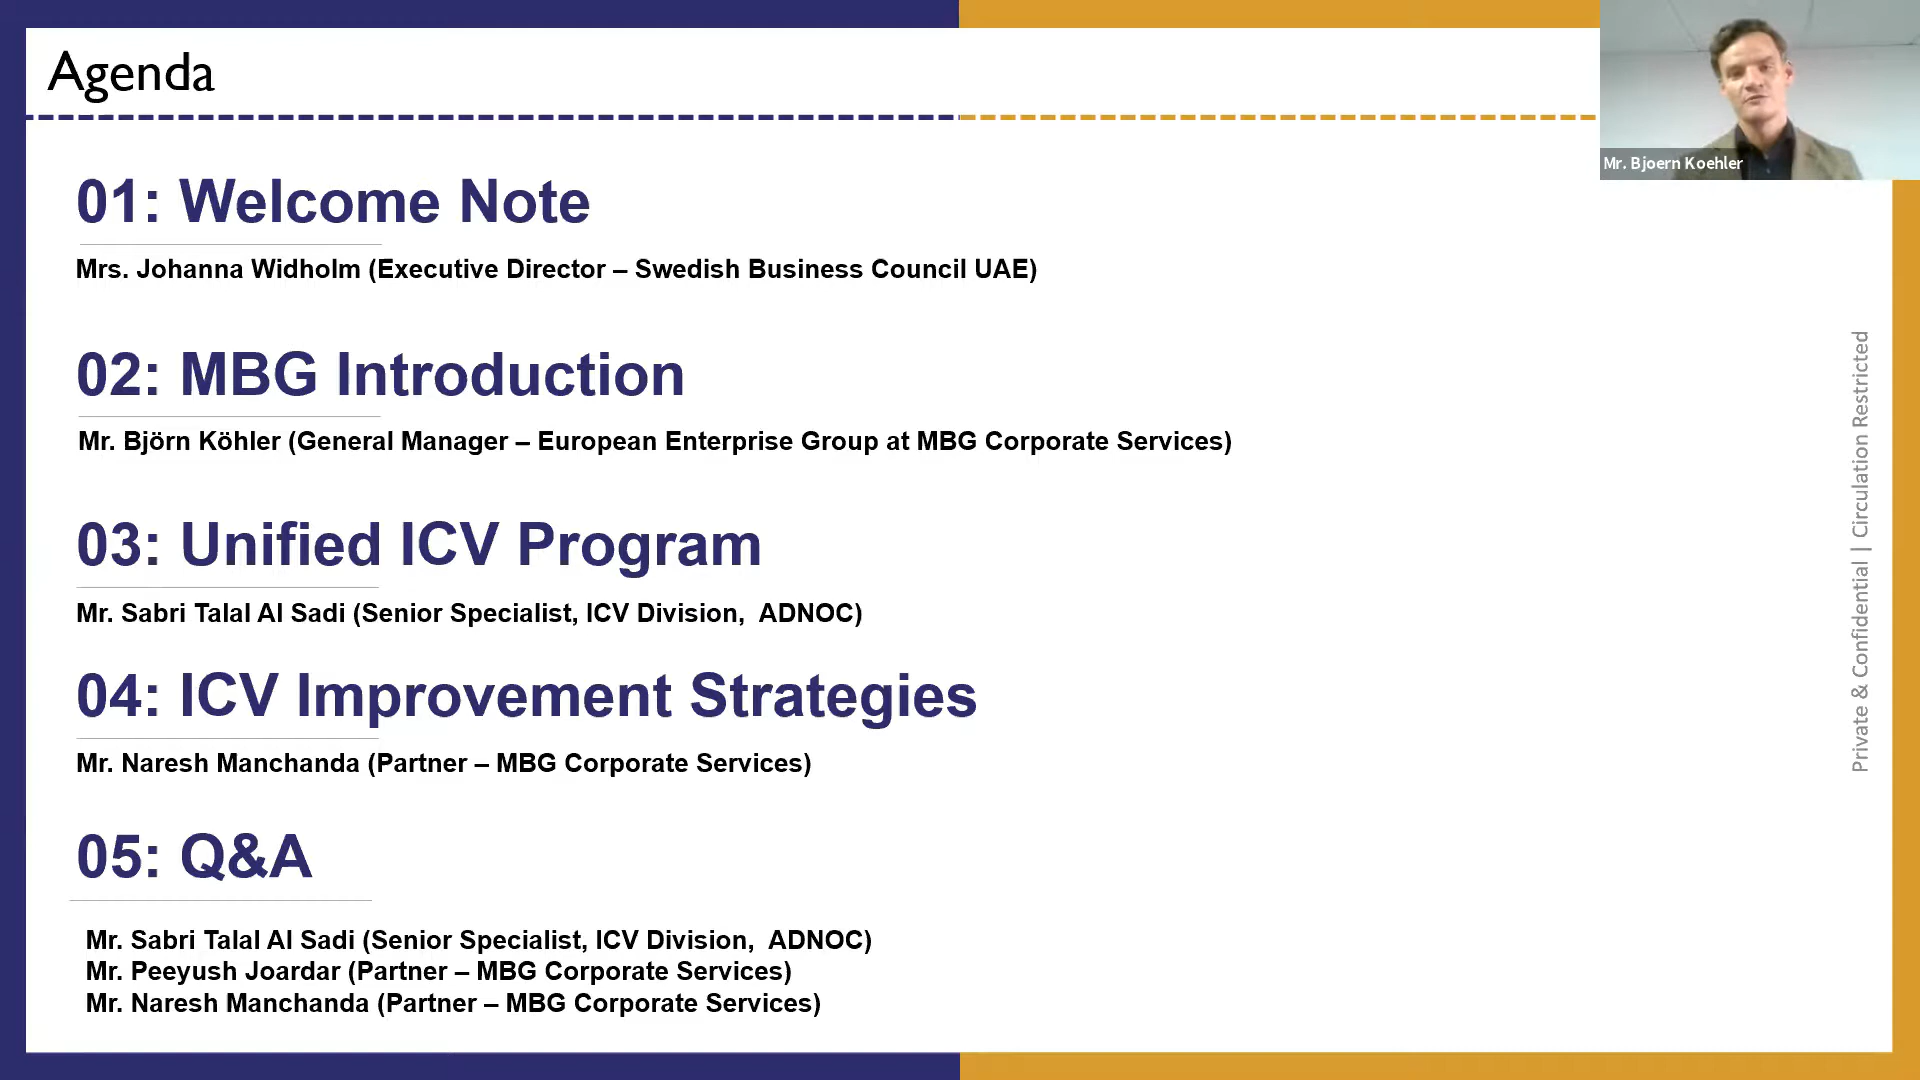 Agenda
Mr. Bjoern Koehler
01: Welcome Note
Mrs. Johanna Widholm (Executive Director – Swedish Business Council UAE)
02: MBG Introduction
Mr. Björn Köhler (General Manager – European Enterprise Group at MBG Corporate Services)
03: Unified ICV Program
Mr. Sabri Talal Al Sadi (Senior Specialist, ICV Division,  ADNOC)
04: ICV Improvement Strategies
Mr. Naresh Manchanda (Partner – MBG Corporate Services)
05: Q&A
Mr. Sabri Talal Al Sadi (Senior Specialist, ICV Division,  ADNOC)
Mr. Peeyush Joardar (Partner – MBG Corporate Services)
Mr. Naresh Manchanda (Partner – MBG Corporate Services)
Private & Confidential | Circulation Restricted